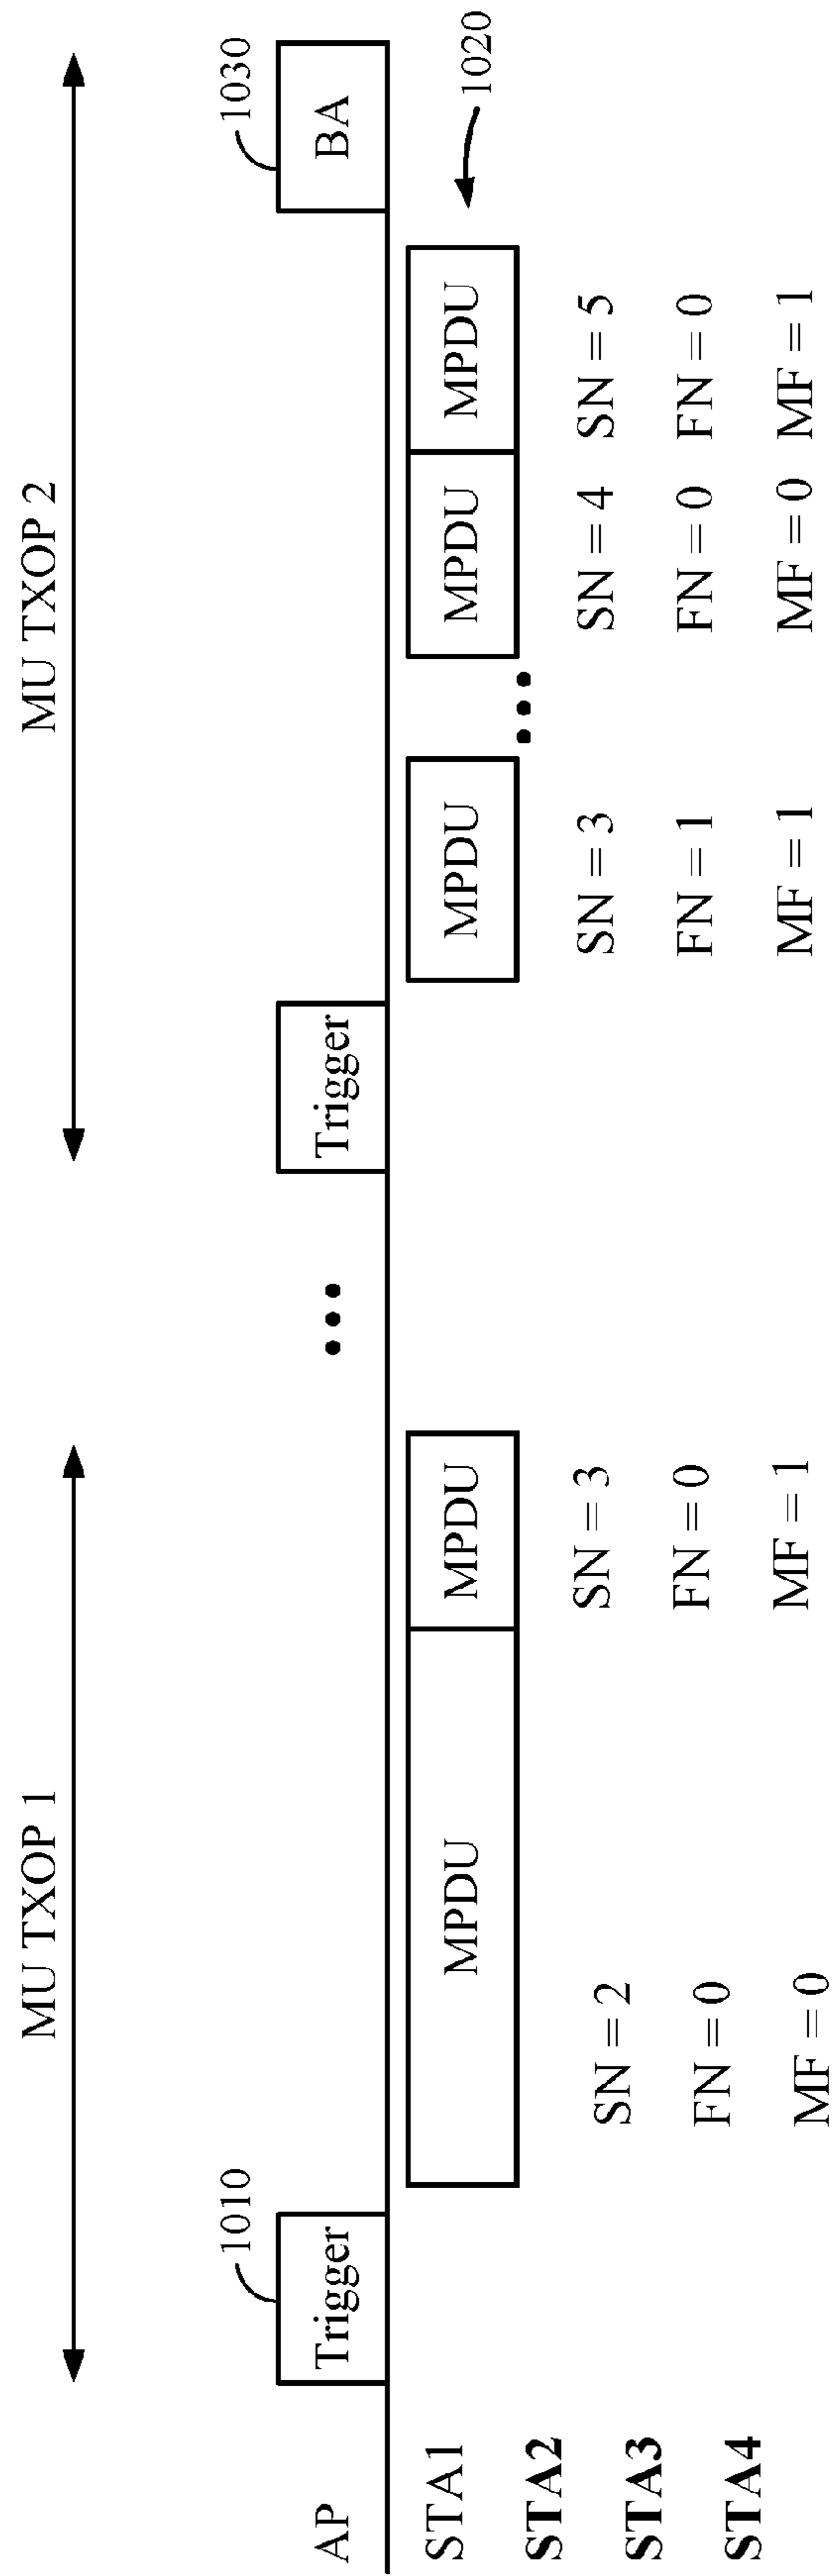 MU TXOP 1
MU TXOP 2
1010
1030
AP
Trigger
Trigger
BA
STA1
MPDU
MPDU
MPDU
MPDU
MPDU
1020
STA2
STA3
STA4
SN = 2
FN = 0
MF = 0
SN = 3
FN = 0
MF = 1
SN = 3
FN = 1
MF = 1
SN = 4
FN = 0
MF = 0
SN = 5
FN = 0
MF = 1